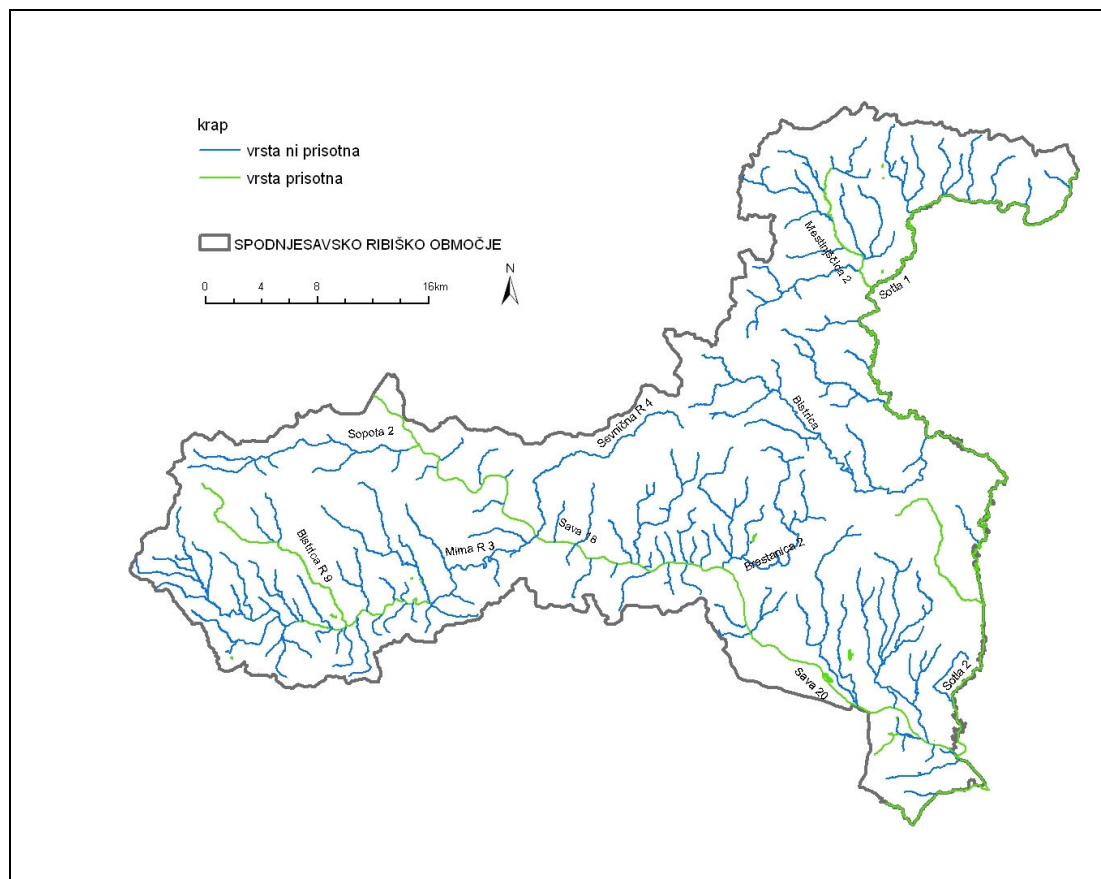 krap
vrsta ni prisotna
vrsta prisotna
SPODNJESAVSKO RIBIŠKO OBMOČJE
0 4 8 16km
N
Mestinjščica 2
Sotla 1
Bistrica
Sevnična R 4
Sopota 2
Bistrica R 9
Mirna R 3
Sava 18
Brestanica 2
Sava 20
Sotla 2